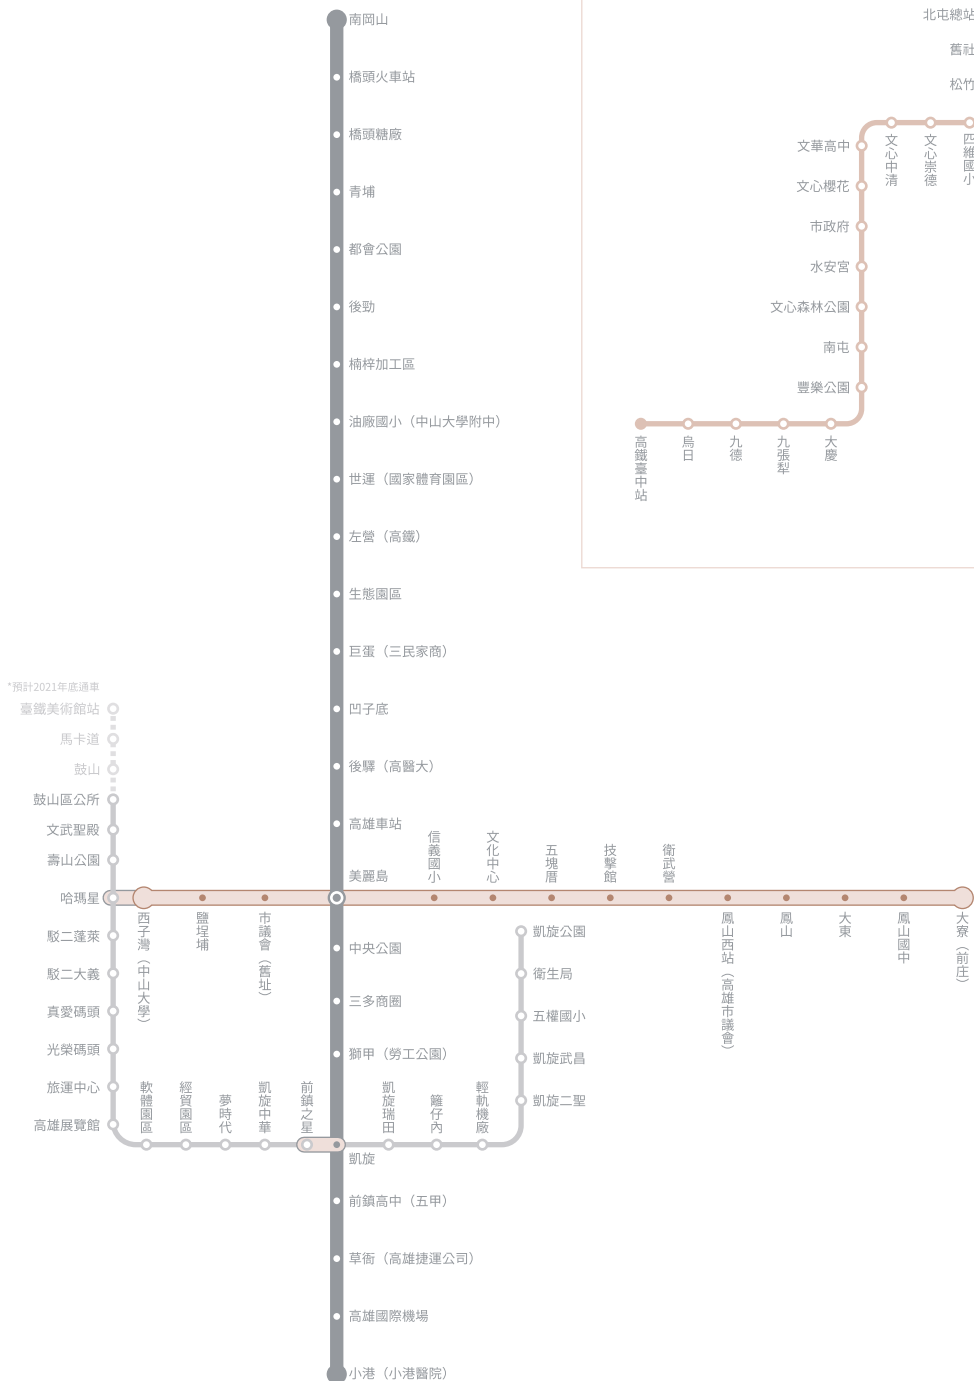 南岡山
橋頭火車站
橋頭糖廠
青埔
都會公園
後勁
楠梓加工區
油廠國小（中山大學附中）
世運（國家體育園區）
左營（高鐵）
生態園區
巨蛋（三民家商）
凹子底
後驛（高醫大）
高雄車站
美麗島
中央公園
三多商圈
獅甲（勞工公園）
凱旋
前鎮高中（五甲）
草衙（高雄捷運公司）
高雄國際機場
小港（小港醫院）
北屯總站
舊社
松竹
四維國小
文心崇德
文心中清
文華高中
文心櫻花
市政府
水安宮
文心森林公園
南屯
豐樂公園
大慶
九張犁
九德
烏日
高鐵臺中站
*預計2021年底通車
臺鐵美術館站
馬卡道
鼓山
鼓山區公所
文武聖殿
壽山公園
哈瑪星
駁二蓬萊
駁二大義
真愛碼頭
光榮碼頭
旅運中心
高雄展覽館
軟體園區
經貿園區
夢時代
凱旋中華
前鎮之星
凱旋瑞田
籬仔內
輕軌機廠
凱旋二聖
凱旋武昌
五權國小
衛生局
凱旋公園
西子灣（中山大學）
鹽埕埔
市議會（舊址）
信義國小
文化中心
五塊厝
技擊館
衛武營
鳳山西站（高雄市議會）
鳳山
大東
鳳山國中
大寮（前庄）